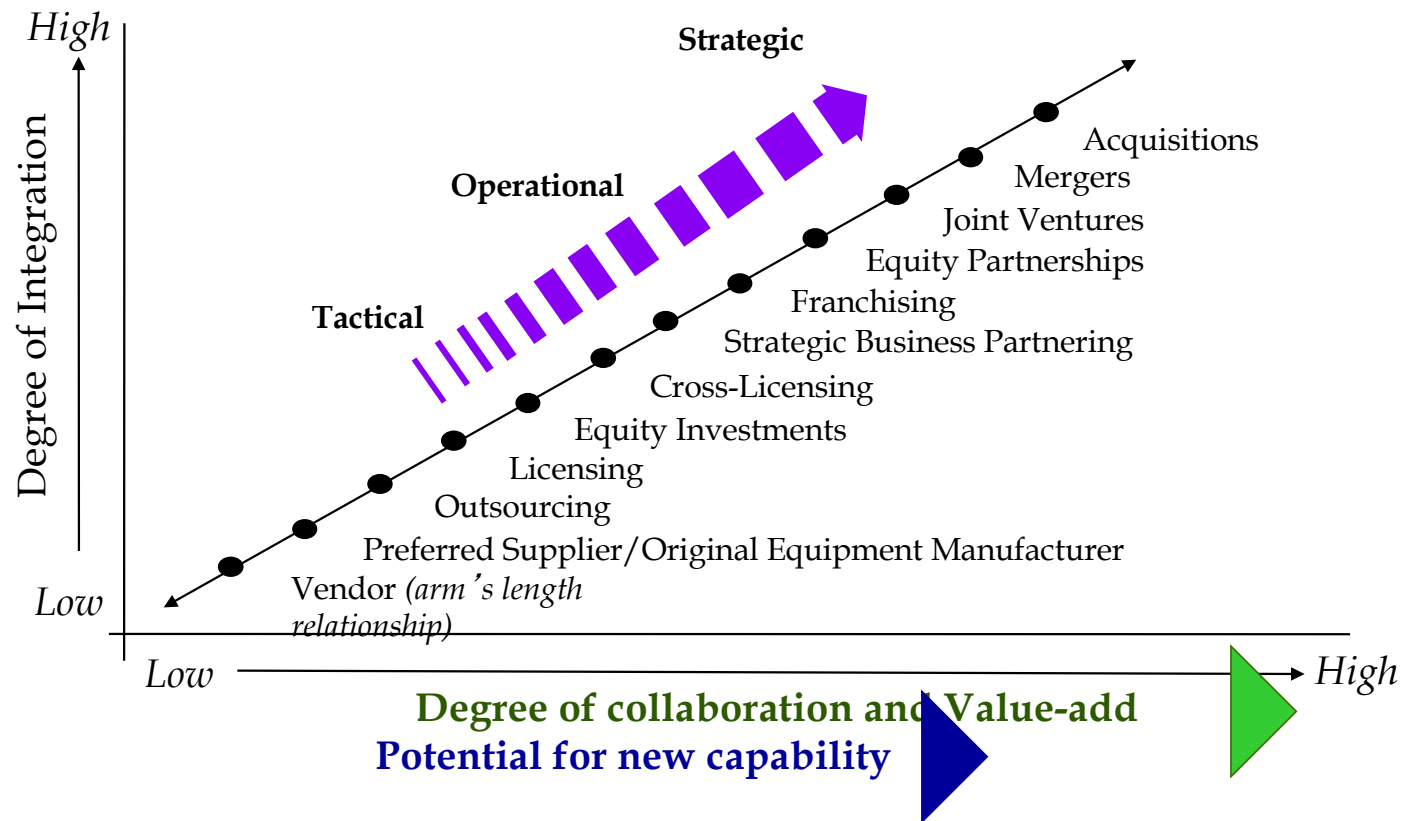 High
Strategic
Acquisitions
Mergers
Operational
Joint Ventures
Equity Partnerships
Degree of Integration
Franchising
Tactical
Strategic Business Partnering
Cross-Licensing
Equity Investments
Licensing
Outsourcing
Preferred Supplier/Original Equipment Manufacturer
Vendor (arm's length
relationship)
Low
Low
High
Degree of collaboration and Value-add
Potential for new capability